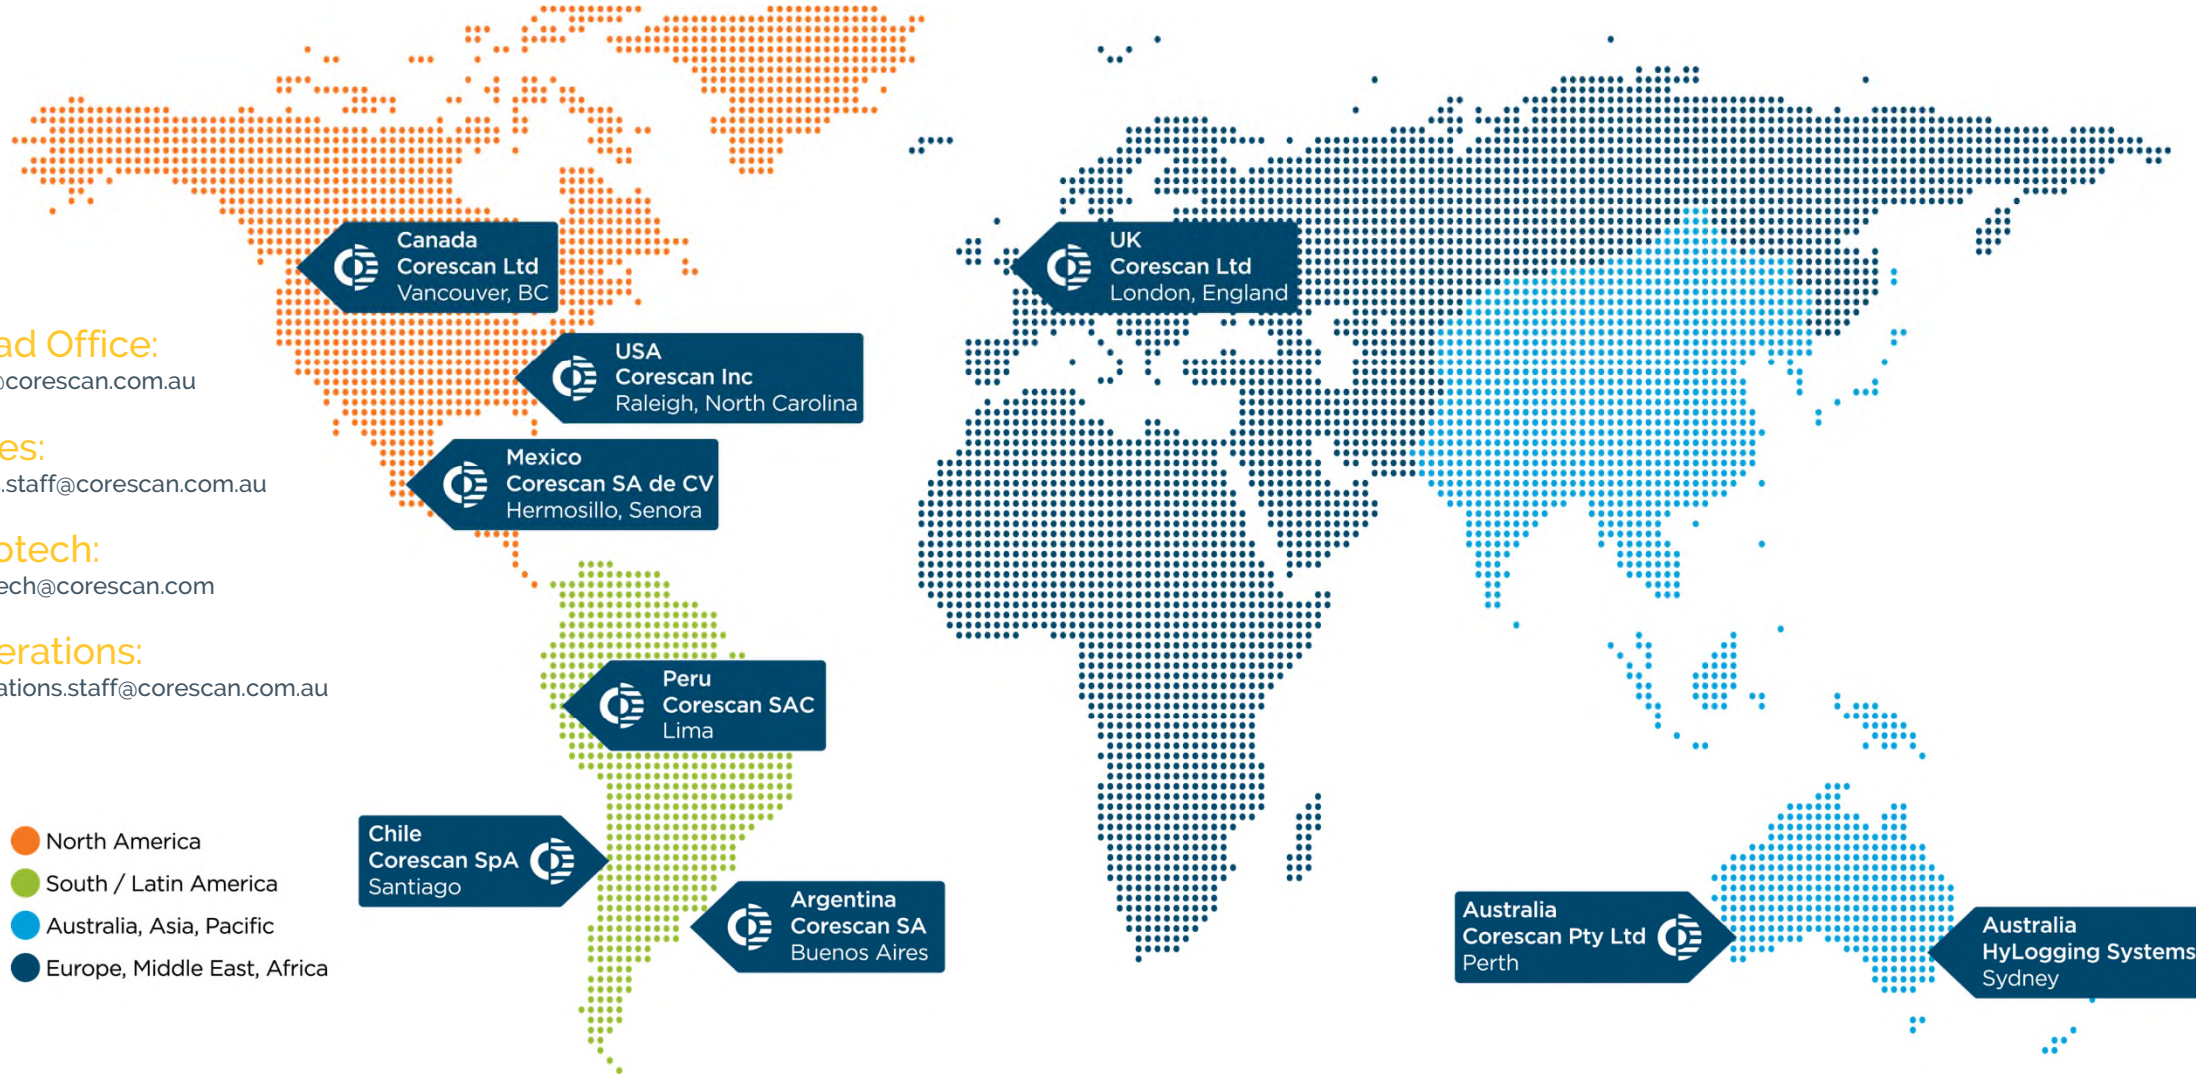 Canada
Corescan Ltd
Vancouver, BC
UK
Corescan Ltd
London, England
USA
Corescan Inc
Raleigh, North Carolina
Mexico
Corescan SA de CV
Hermosillo, Senora
ad Office:
@corescan.com.au
es:
.staff@corescan.com.au
otech:
ech@corescan.com
erations:
ations.staff@corescan.com.au
Peru
Corescan SAC
Lima
Chile
Corescan SpA
Santiago
Argentina
Corescan SA
Buenos Aires
North America
South / Latin America
Australia, Asia, Pacific
Europe, Middle East, Africa
Australia
Corescan Pty Ltd
Perth
Australia
HyLogging Systems
Sydney